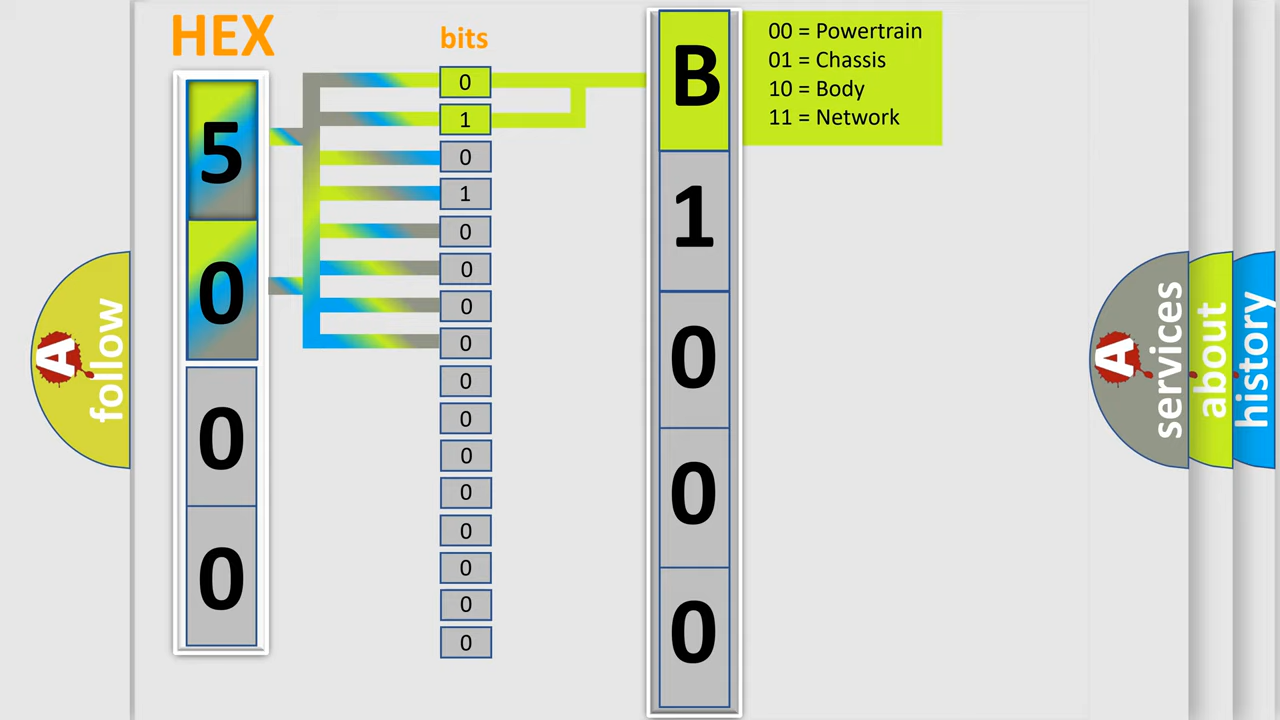 HEX
bits
5
0
0
0
0
1
0
1
0
0
0
0
0
0
0
0
0
0
0
0
B
1
0
0
0
00 = Powertrain
01 = Chassis
10 = Body
11 = Network
A
follow
A
services
about
history